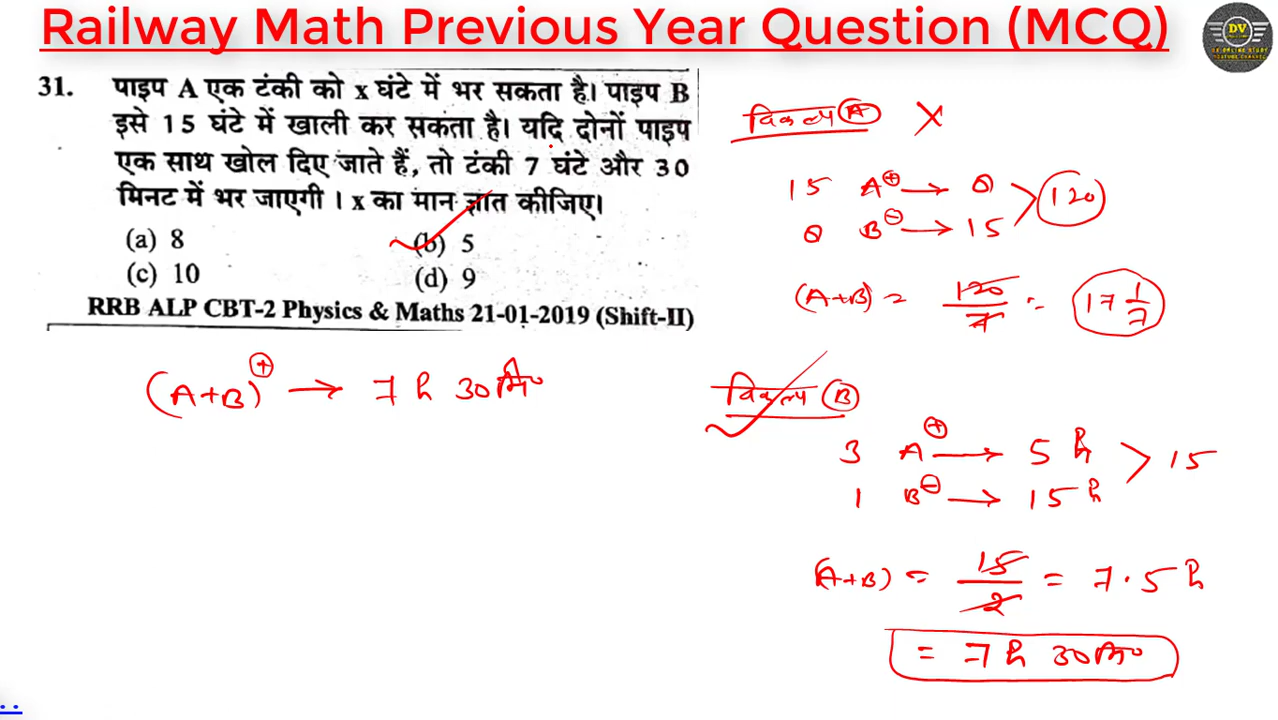 Railway Math Previous Year Question (MCQ)
DV
31. पाइप A एक टंकी को x घंटे में भर सकता है। पाइप B
इसे 15 घंटे में खाली कर सकता है। यदि दोनों पाइप
एक साथ खोल दिए जाते हैं, तो टंकी 7 घंटे और 30
मिनट में भर जाएगी । x का मान ज्ञात कीजिए।
(a) 8 (b) 5
(c) 10 (d) 9
RRB ALP CBT-2 Physics & Maths 21-01-2019 (Shift-II)
(A+B)⊕ → 7 h 30 मि०
विकल्प (A) ×
15 A⊕ → 8
8 B⊖ → 15 > 120
(A+B) = 120/7 = 17 1/7
विकल्प (B)
3 A⊕ → 5 h
1 B⊖ → 15 h > 15
(A+B) = 15/2 = 7.5 h
= 7 h 30 मि०
..